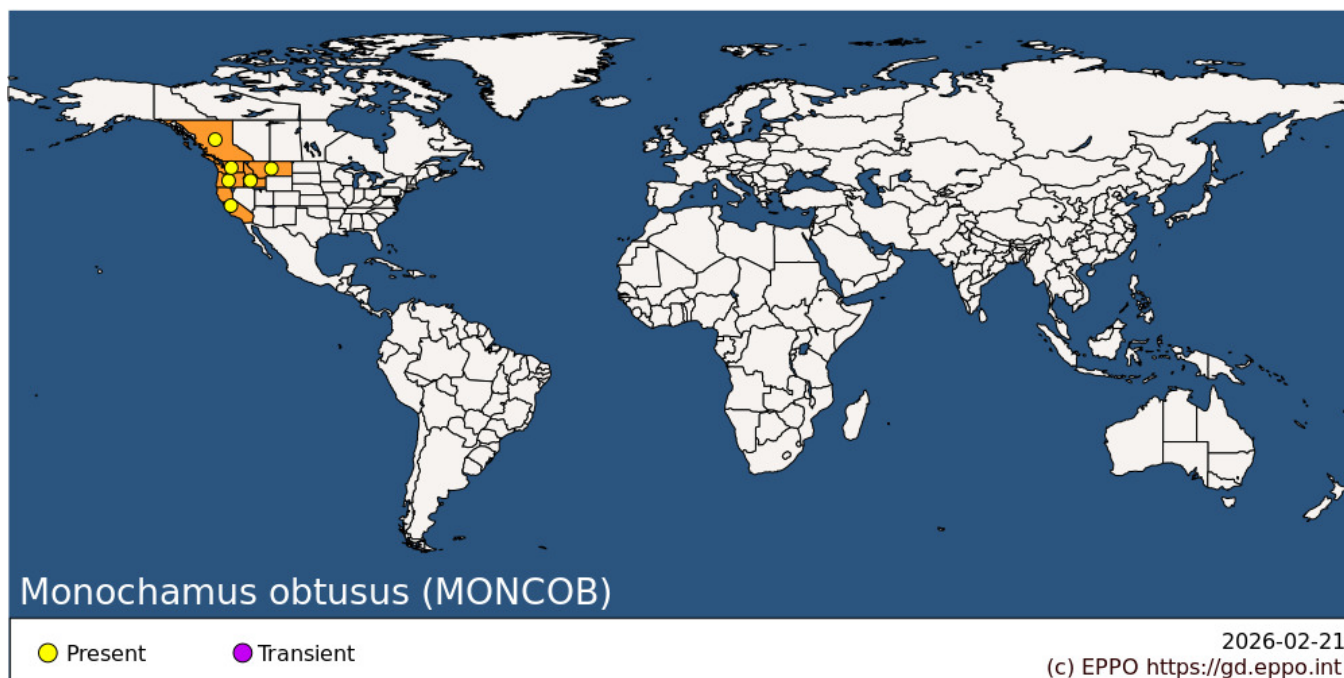 Monochamus obtusus (MONCOB)
Present
Transient
2026-02-21
(c) EPPO https://gd.eppo.int